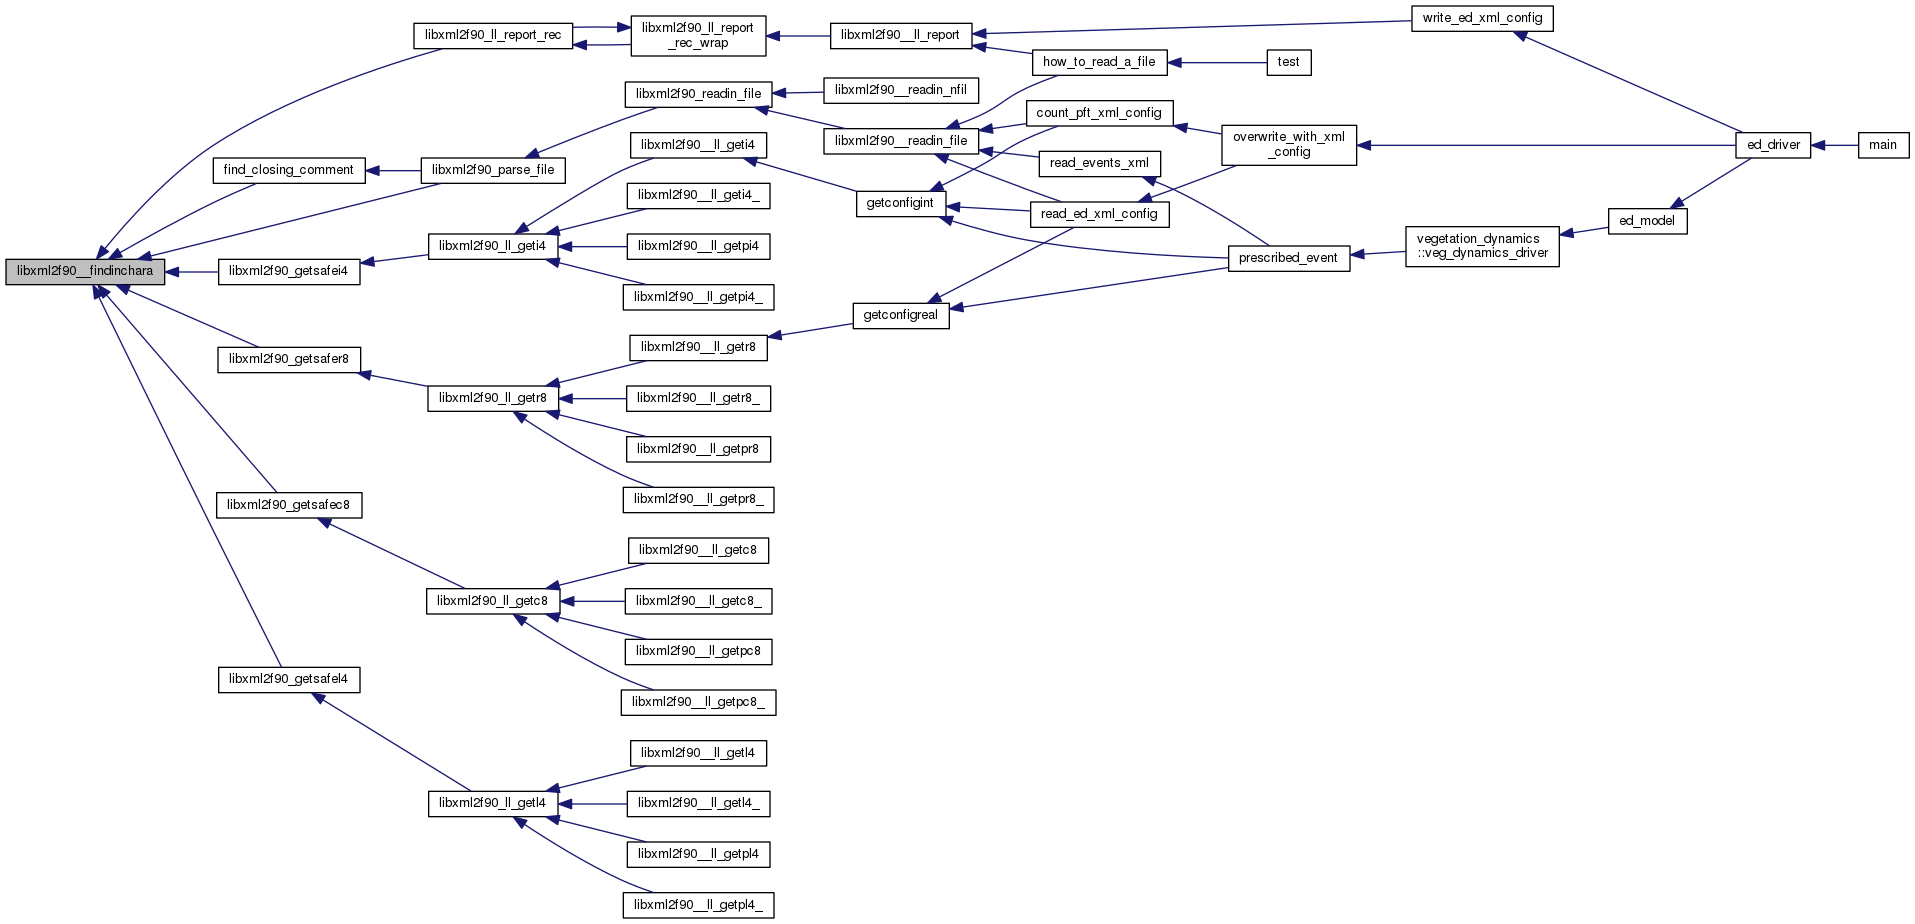 libxml2f90__findinchara
libxml2f90_ll_report_rec
find_closing_comment
libxml2f90_parse_file
libxml2f90_getsafei4
libxml2f90_getsafer8
libxml2f90_getsafec8
libxml2f90_getsafel4
libxml2f90_ll_report
_rec_wrap
libxml2f90__ll_report
write_ed_xml_config
how_to_read_a_file
test
libxml2f90_readin_file
libxml2f90__readin_nfil
libxml2f90__readin_file
count_pft_xml_config
overwrite_with_xml
_config
read_events_xml
read_ed_xml_config
ed_driver
main
libxml2f90_ll_geti4
libxml2f90__ll_geti4
libxml2f90__ll_geti4_
libxml2f90__ll_getpi4
libxml2f90__ll_getpi4_
getconfigint
prescribed_event
vegetation_dynamics
::veg_dynamics_driver
ed_model
getconfigreal
libxml2f90_ll_getr8
libxml2f90__ll_getr8
libxml2f90__ll_getr8_
libxml2f90__ll_getpr8
libxml2f90__ll_getpr8_
libxml2f90_ll_getc8
libxml2f90__ll_getc8
libxml2f90__ll_getc8_
libxml2f90__ll_getpc8
libxml2f90__ll_getpc8_
libxml2f90_ll_getl4
libxml2f90__ll_getl4
libxml2f90__ll_getl4_
libxml2f90__ll_getpl4
libxml2f90__ll_getpl4_